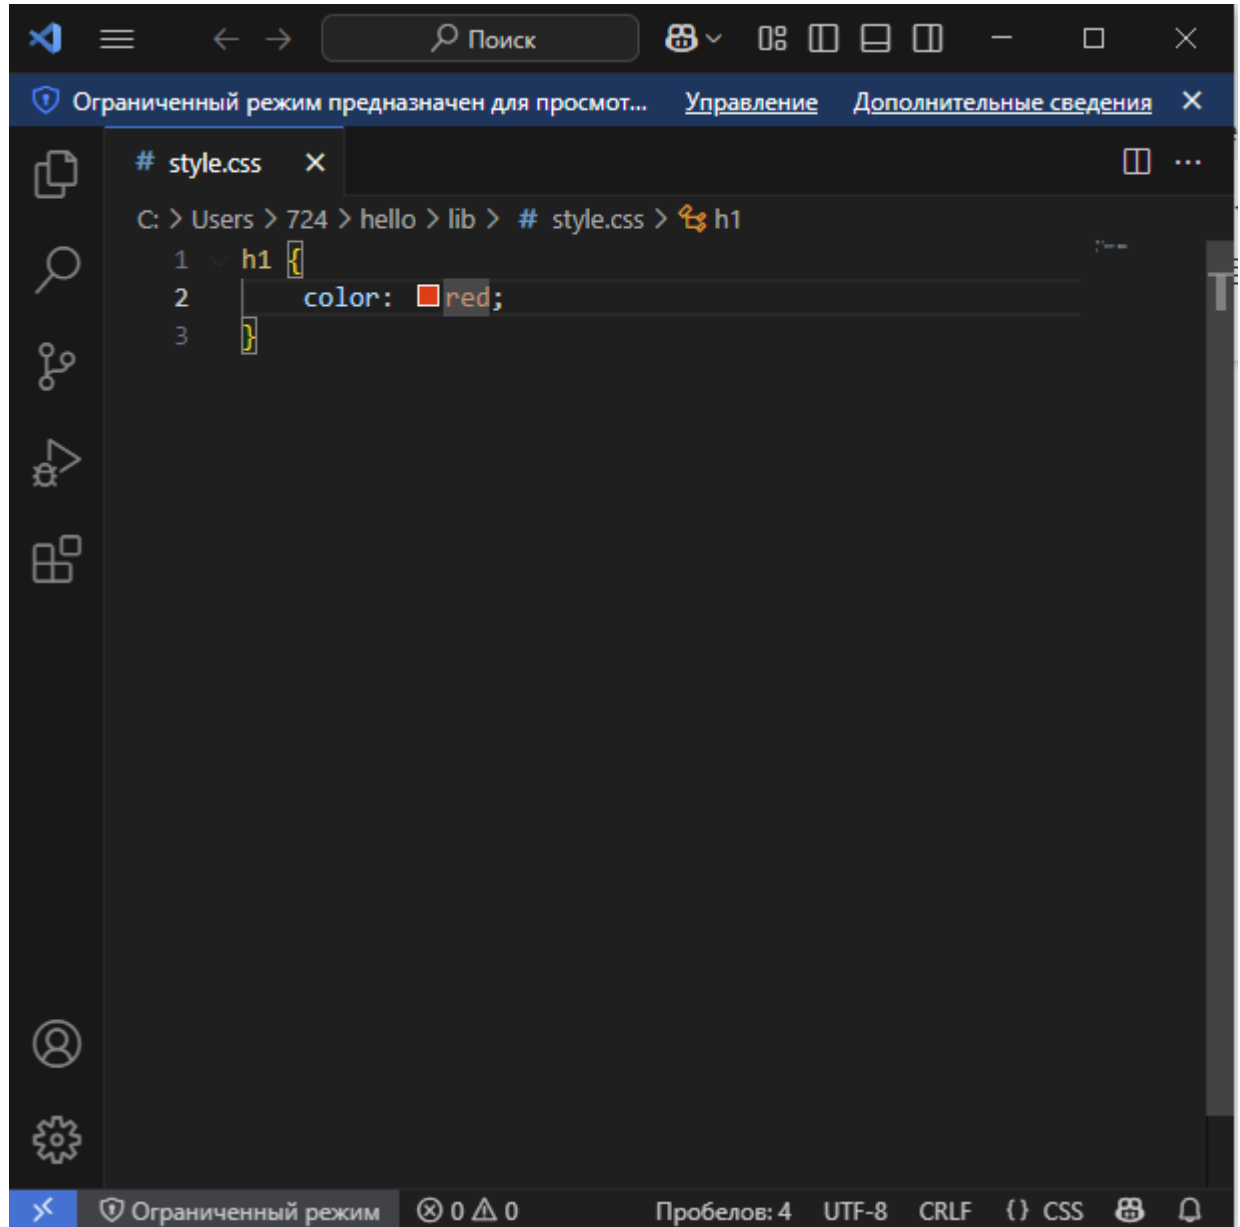 Поиск
Ограниченный режим предназначен для просмот... Управление Дополнительные сведения
# style.css
C: > Users > 724 > hello > lib > # style.css > h1
1 h1 {
2 color: red;
3 }
Ограниченный режим 0 0 Пробелов: 4 UTF-8 CRLF {} CSS